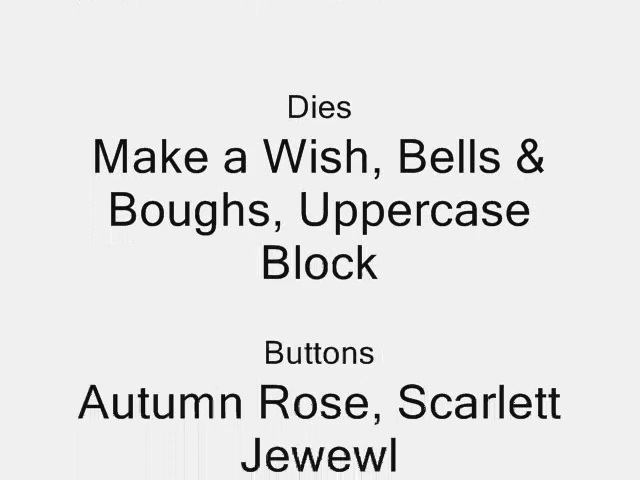 Dies
Make a Wish, Bells &
Boughs, Uppercase
Block
Buttons
Autumn Rose, Scarlett
Jewewl